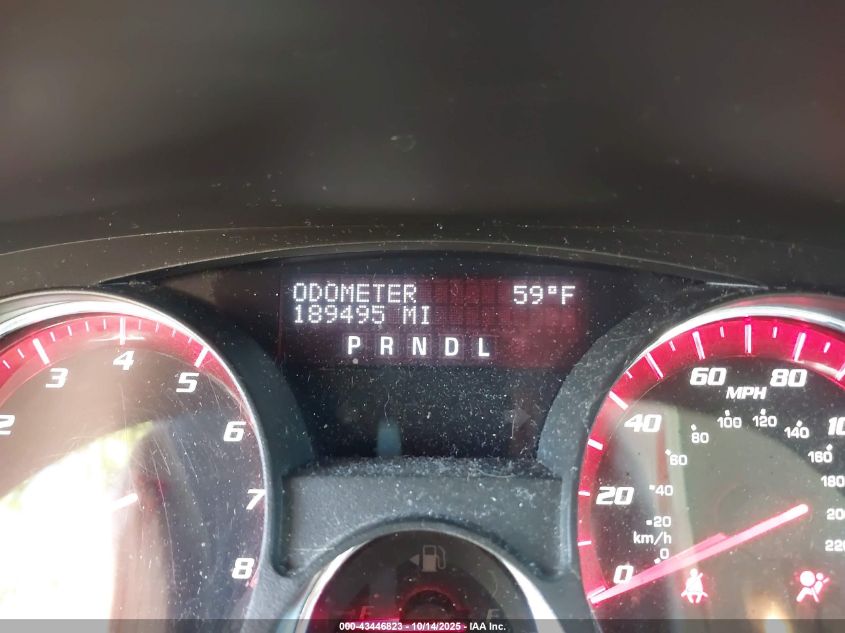 ODOMETER 59°F
189495 MI
P R N D L
2 3 4 5 6 7 8
0 20 40 60 80
MPH
0 20 40 60 80 100 120 140 160 180
km/h
F
000-43446823 - 10/14/2025 - IAA Inc.